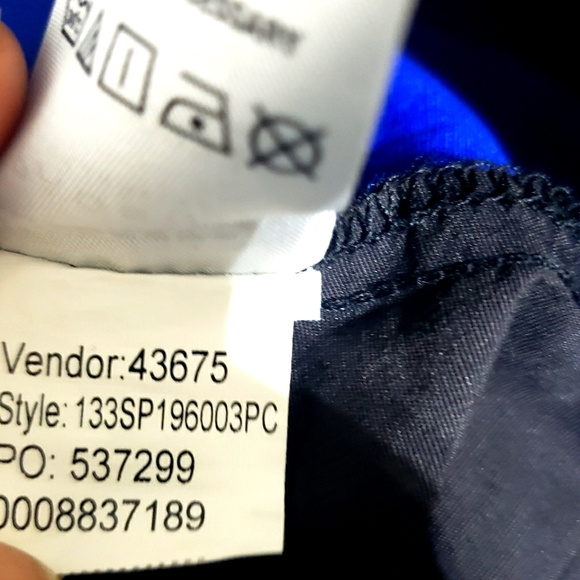 Vendor:43675
Style: 133SP196003PC
PO: 537299
0008837189